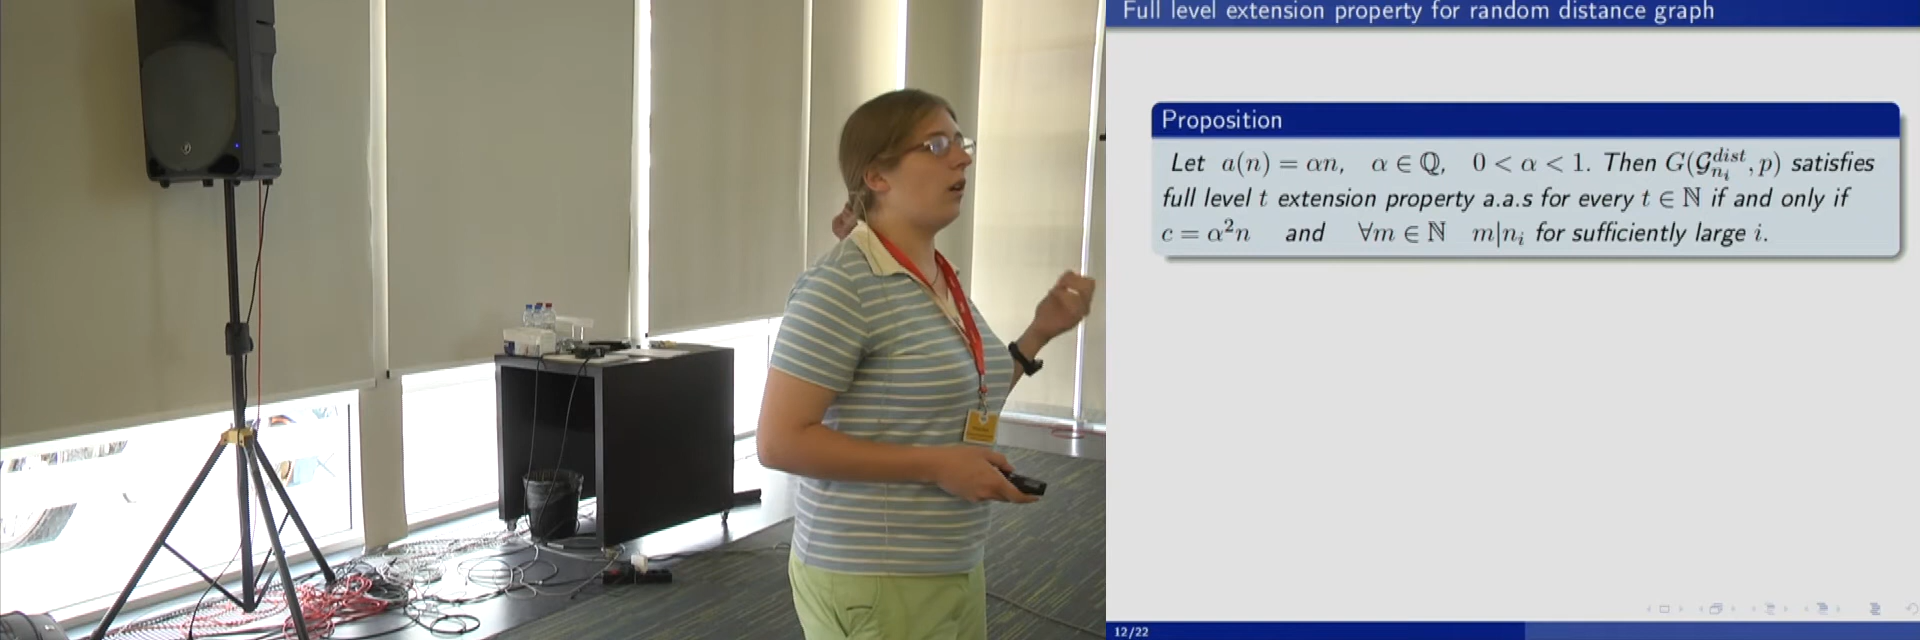 Full level extension property for random distance graph
Proposition
Let a(n) = αn, α ∈ ℚ, 0 < α < 1. Then G(𝒢_{n_i}^{dist}, p) satisfies
full level t extension property a.a.s for every t ∈ ℕ if and only if
c = α²n and ∀m ∈ ℕ m|n_i for sufficiently large i.
12/22